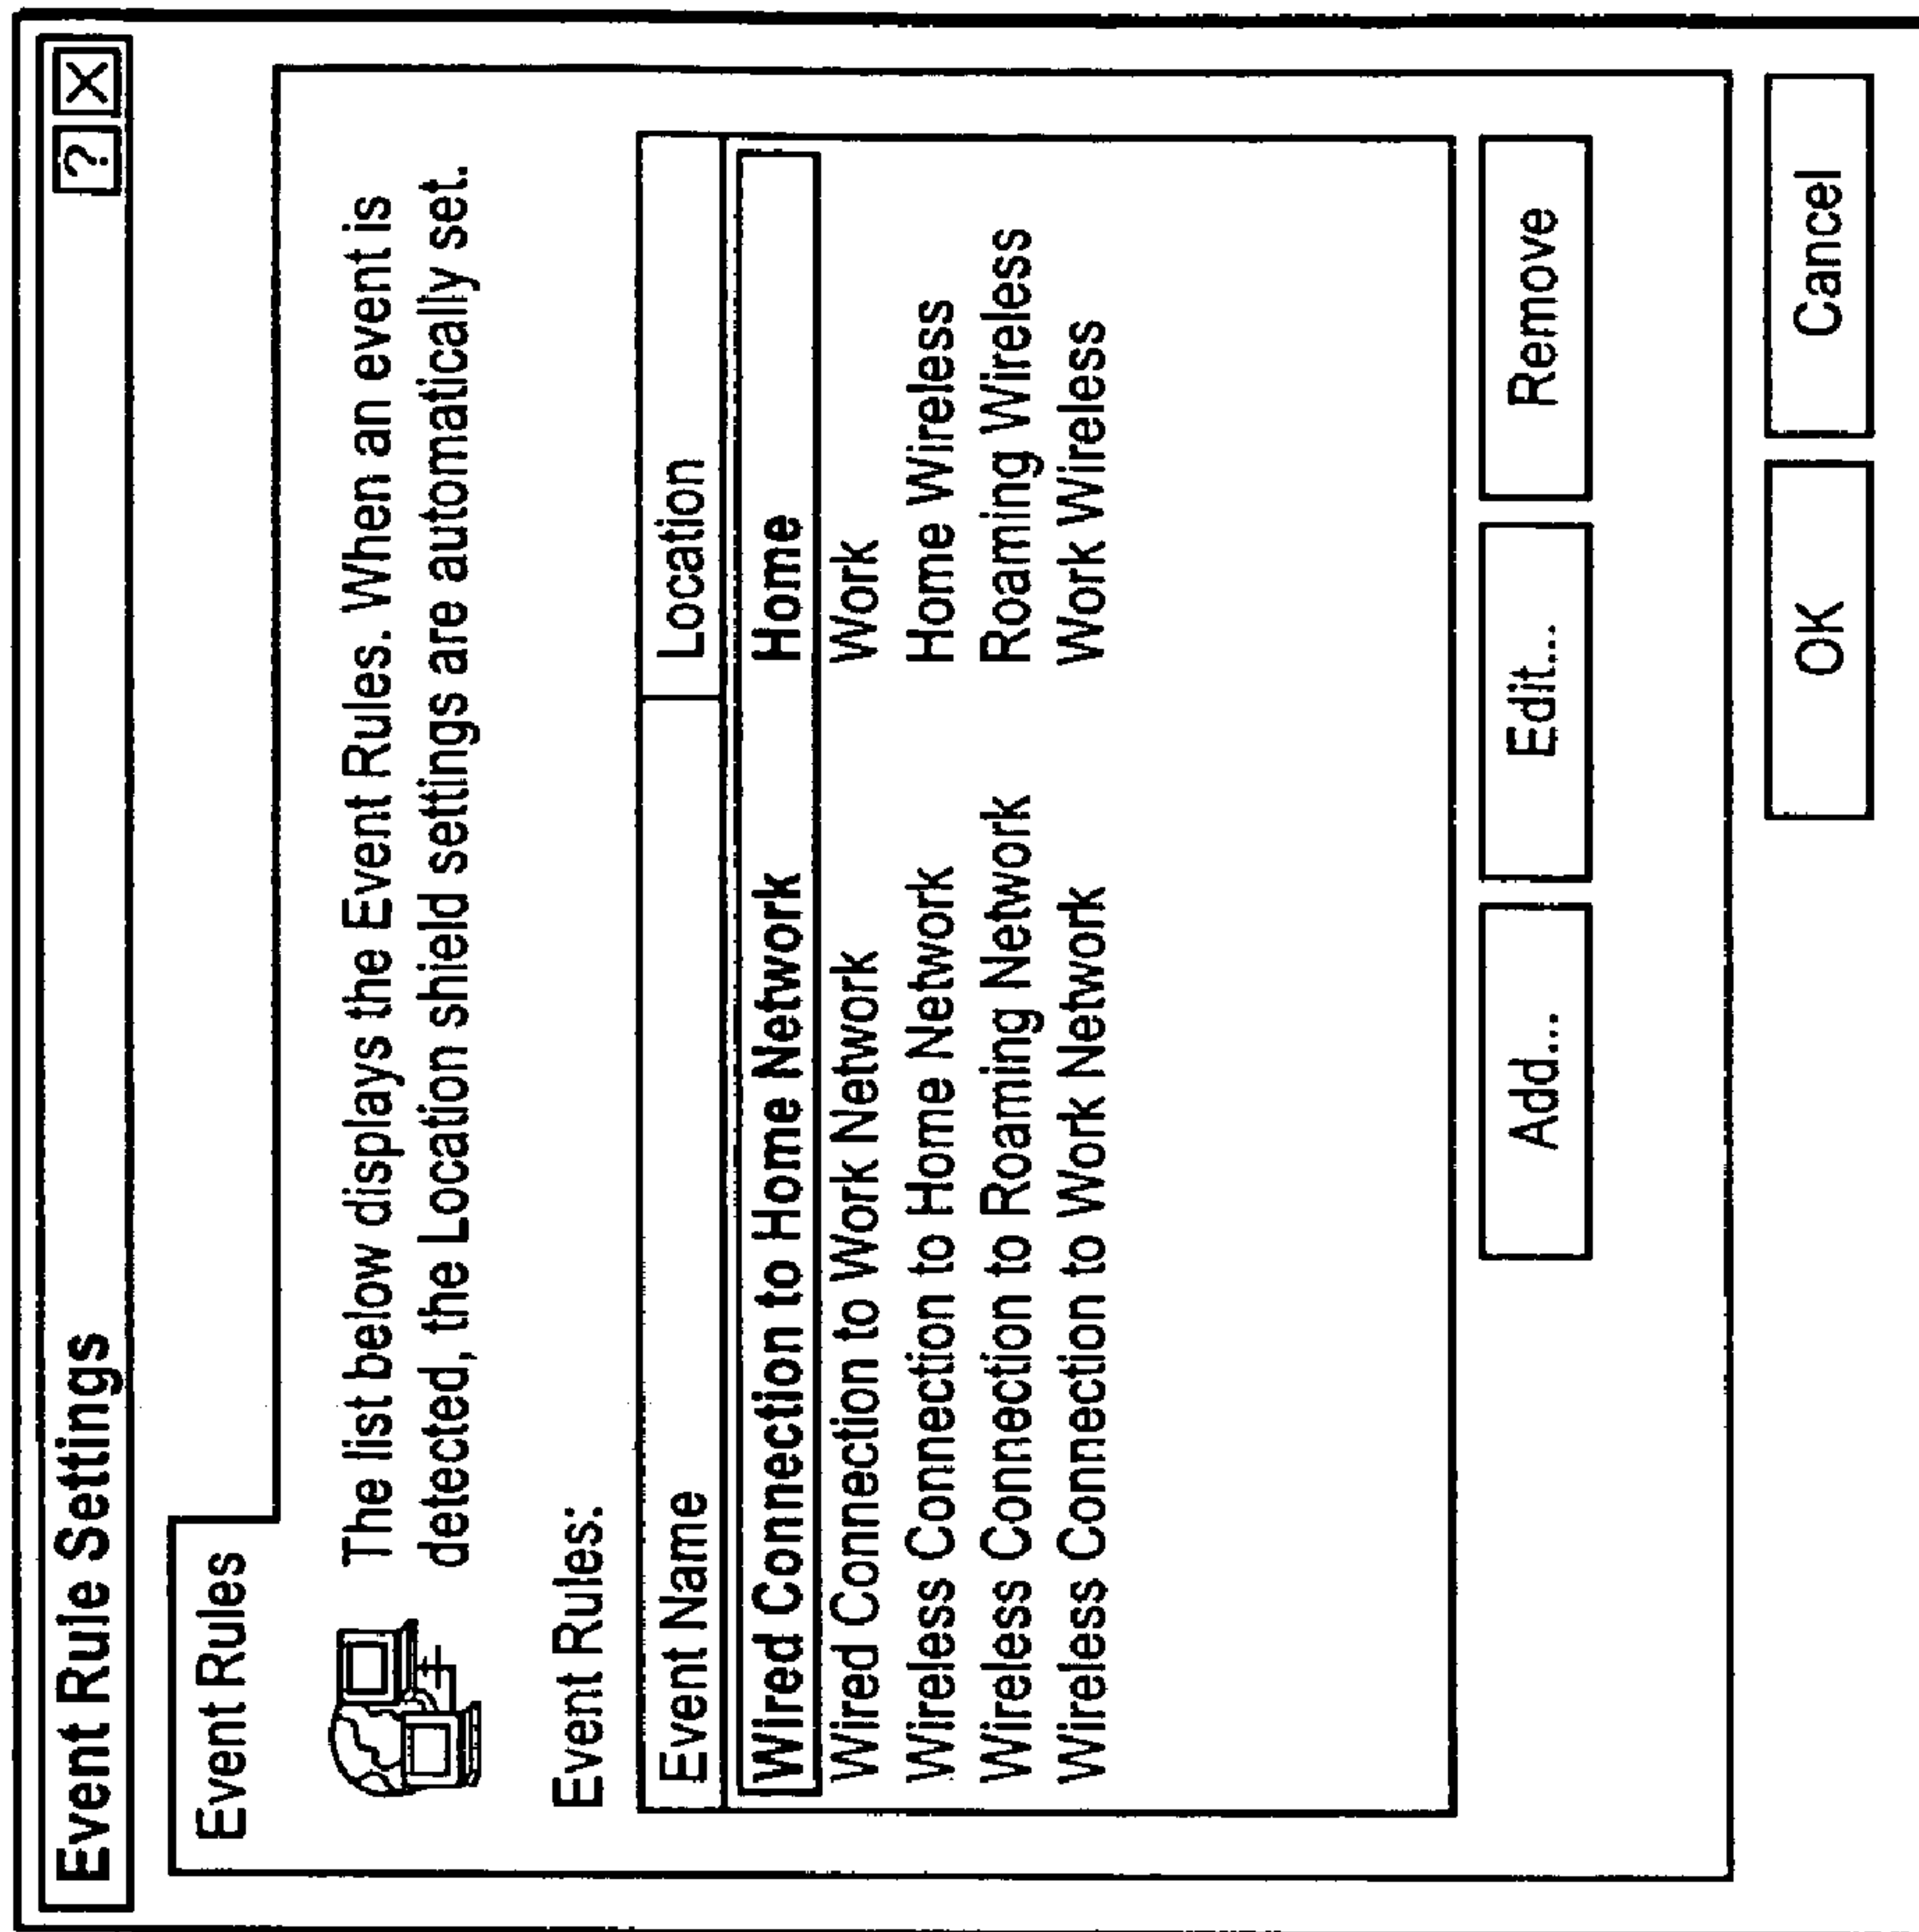 Event Rule Settings ? X
Event Rules
The list below displays the Event Rules. When an event is
detected, the Location shield settings are automatically set.
Event Rules:
Event Name Location
Wired Connection to Home Network Home
Wired Connection to Work Network Work
Wireless Connection to Home Network Home Wireless
Wireless Connection to Roaming Network Roaming Wireless
Wireless Connection to Work Network Work Wireless
Add... Edit... Remove
OK Cancel